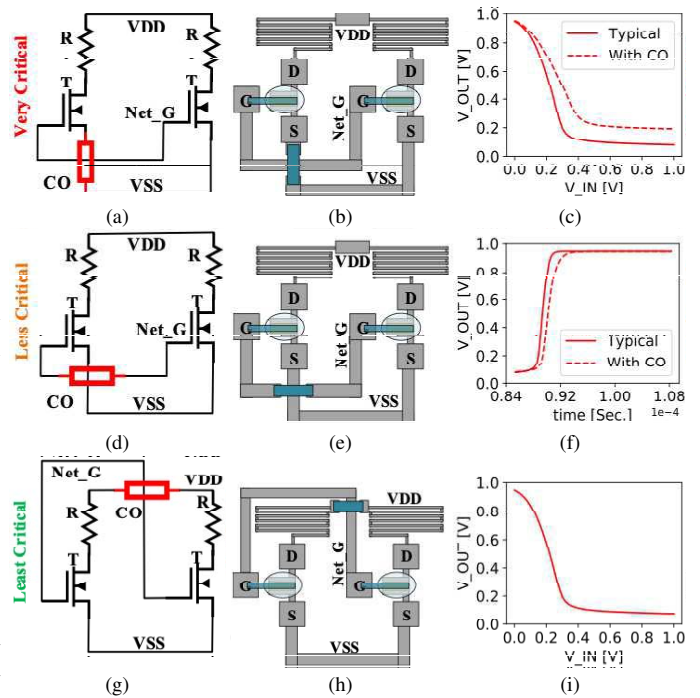 Very Critical
R
VDD
R
T
T
Net_G
CO
VSS
(a)
VDD
D
D
G
Net_G
G
S
S
VSS
(b)
V_OUT [V]
1.0
0.8
0.6
0.4
0.2
0.0
Typical
With CO
0.0 0.2 0.4 0.6 0.8 1.0
V_IN [V]
(c)
Less Critical
VDD
R
R
T
T
Net_G
CO
VSS
(d)
VDD
D
D
G
Net_G
G
S
S
VSS
(e)
V_OUT [V]
1.0
0.8
0.6
0.4
0.2
0.0
Typical
With CO
0.84 0.92 1.00 1.08
time [Sec.] 1e-4
(f)
Least Critical
Net_G
VDD
R
CO
R
T
T
VSS
(g)
VDD
D
Net_G
D
G
G
S
S
VSS
(h)
V_OUT [V]
1.0
0.8
0.6
0.4
0.2
0.0
0.0 0.2 0.4 0.6 0.8 1.0
V_IN [V]
(i)